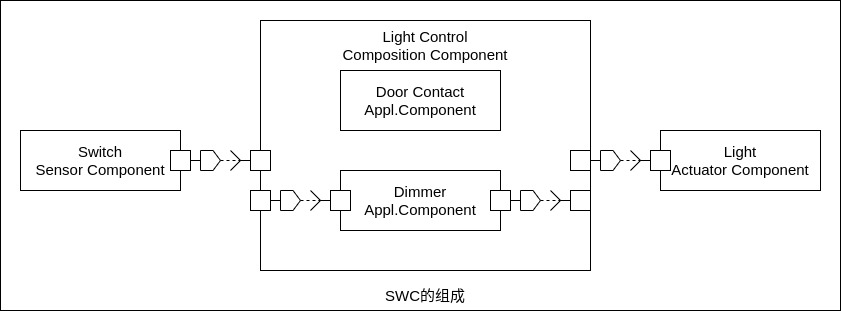 Light Control
Composition Component
Door Contact
Appl.Component
Switch
Sensor Component
Light
Actuator Component
Dimmer
Appl.Component
SWC的组成